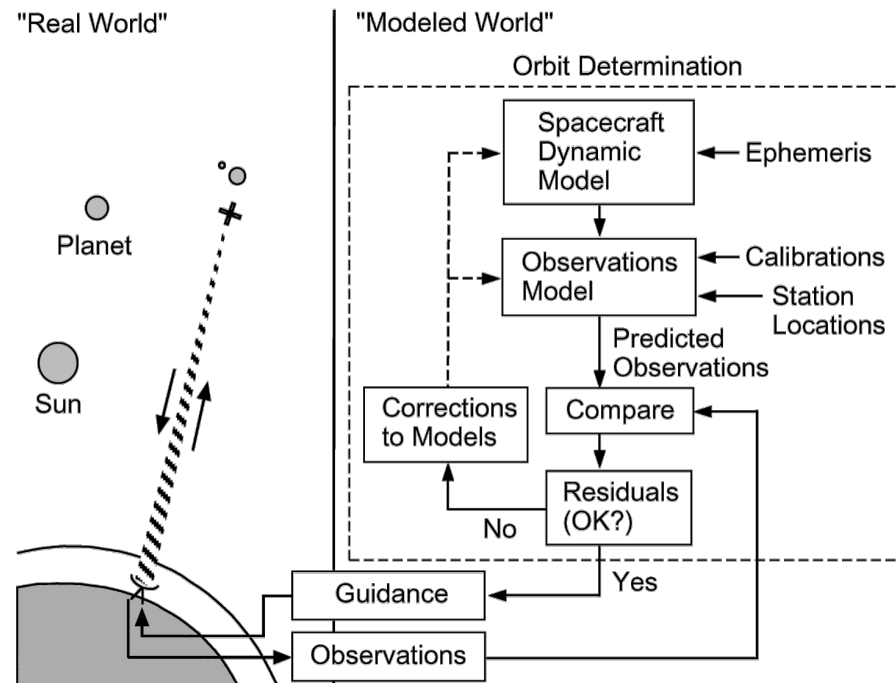 "Real World"
"Modeled World"
Orbit Determination
Spacecraft
Dynamic
Model
Ephemeris
Planet
Observations
Model
Calibrations
Station
Locations
Predicted
Observations
Sun
Corrections
to Models
Compare
Residuals
(OK?)
No
Yes
Guidance
Observations